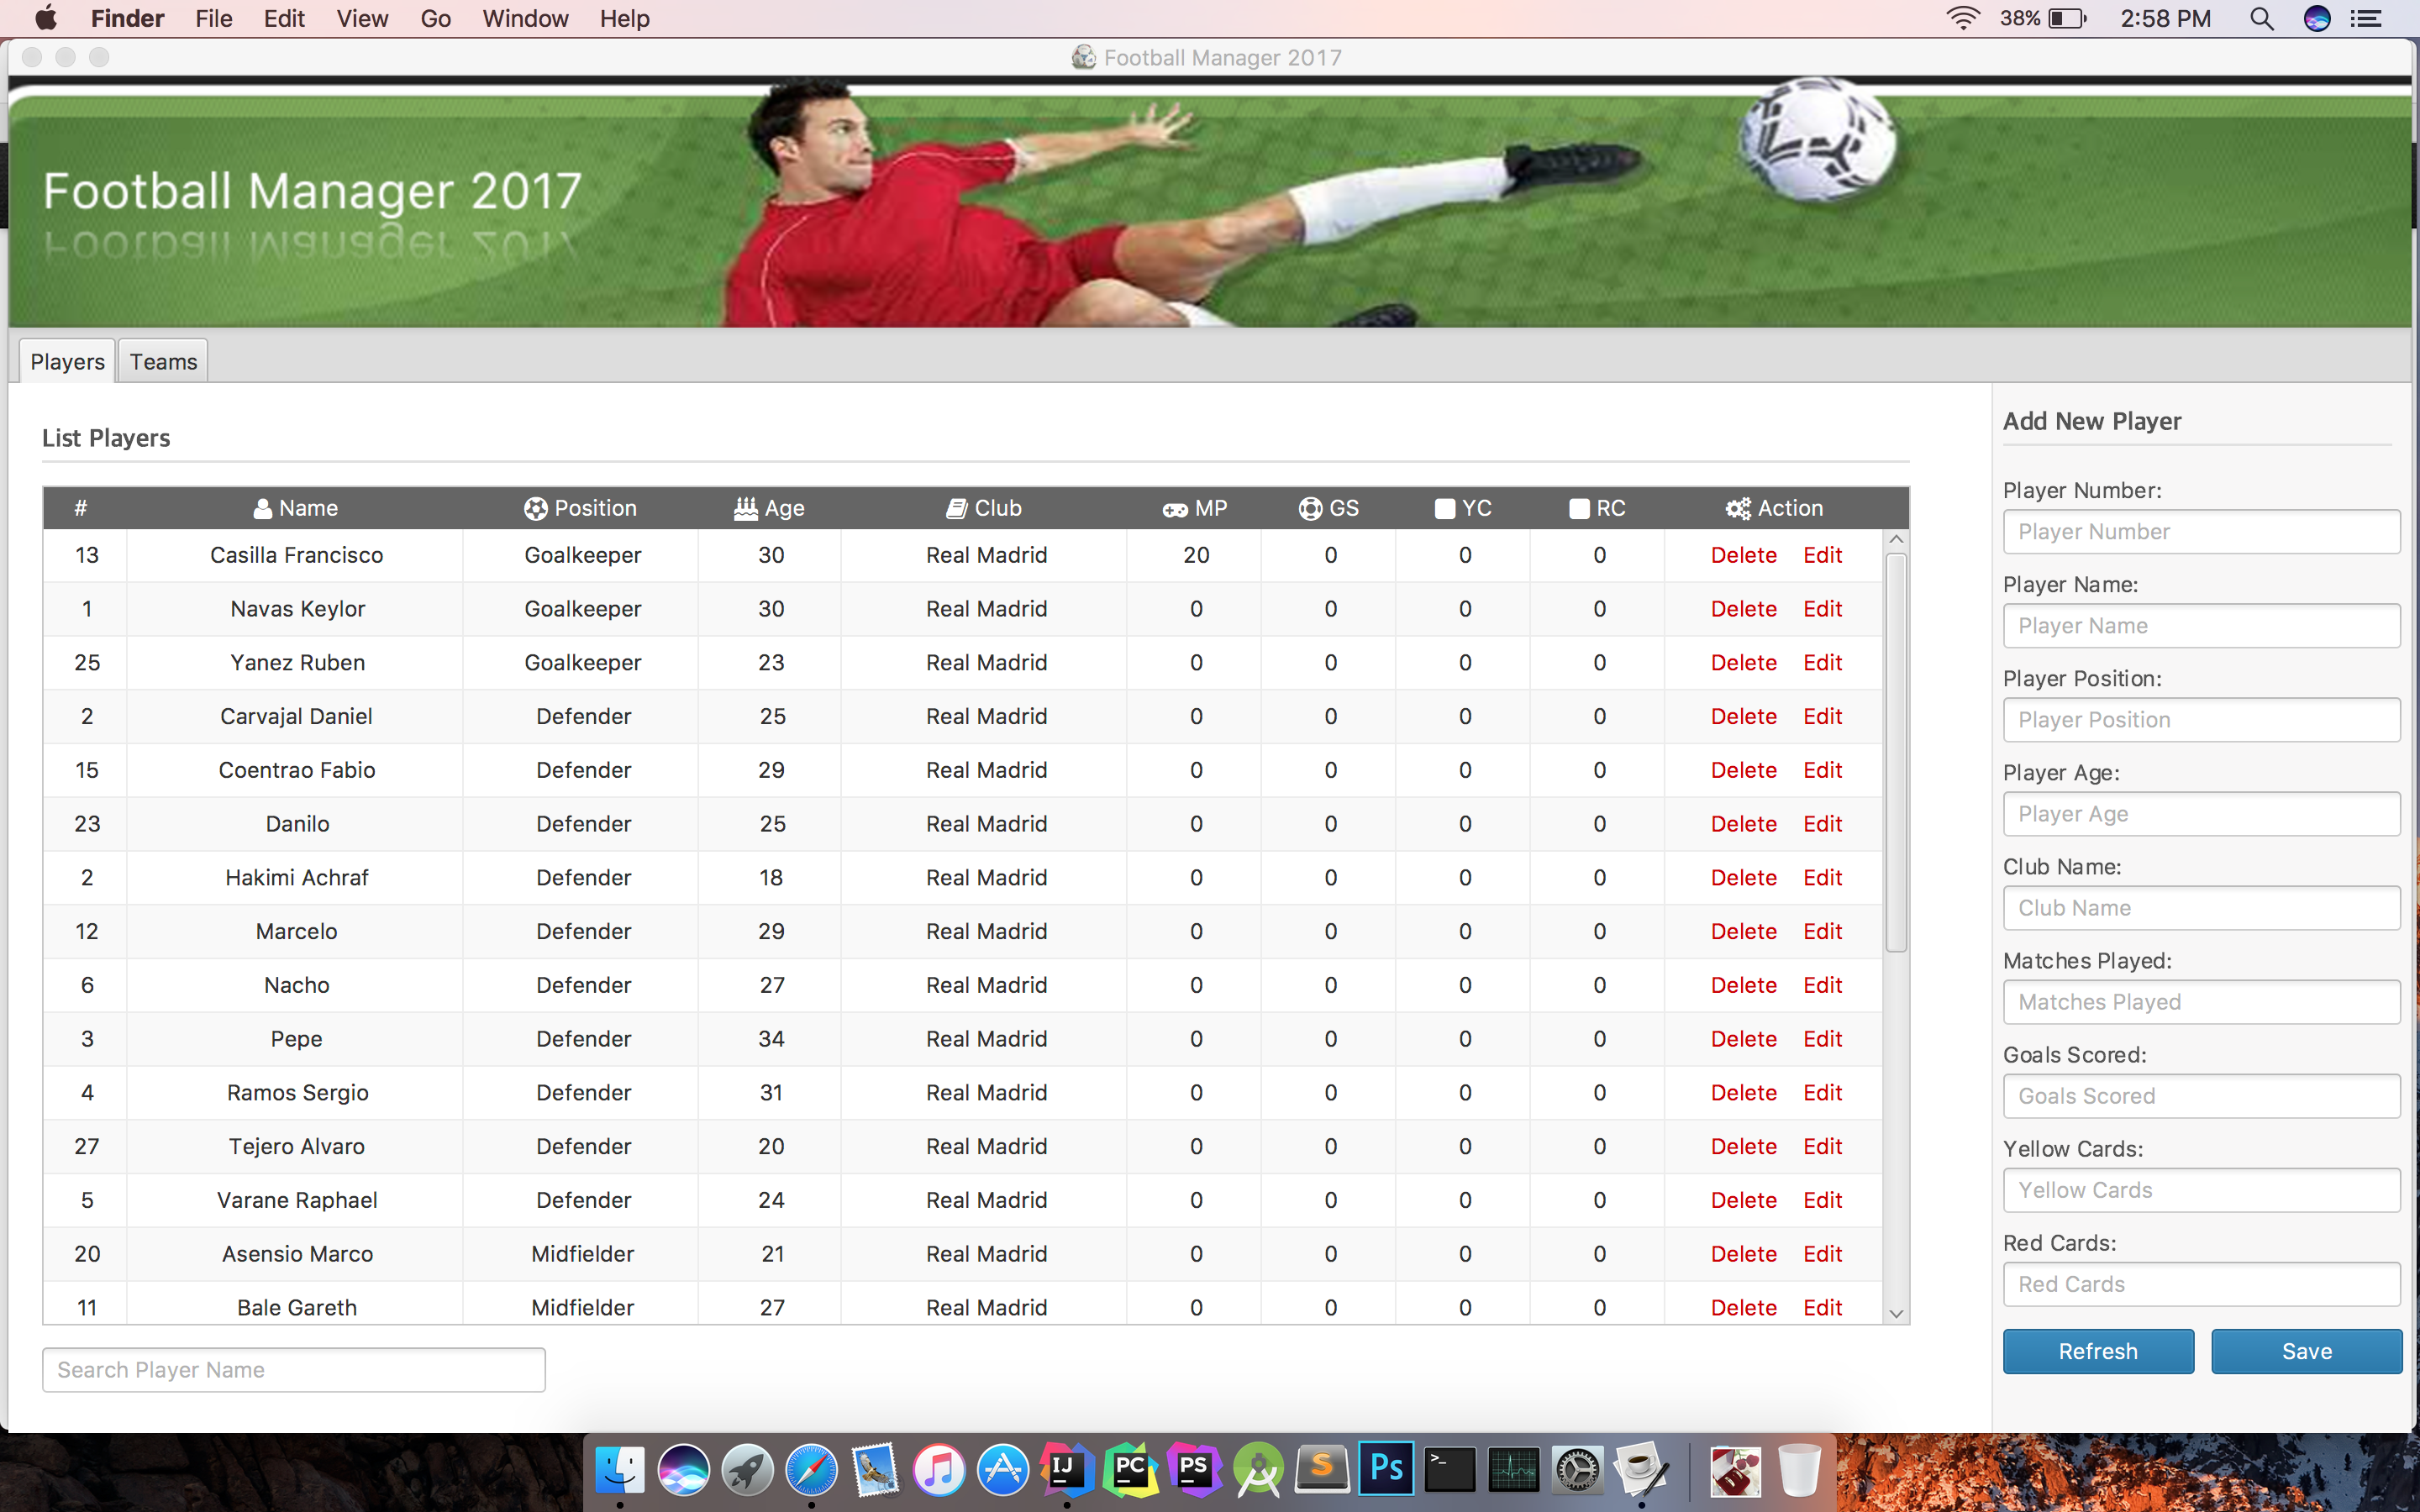 Finder File Edit View Go Window Help 38% 2:58 PM
Football Manager 2017
Football Manager 2017
Players Teams
List Players
# Name Position Age Club MP GS YC RC Action
13 Casilla Francisco Goalkeeper 30 Real Madrid 20 0 0 0 Delete Edit
1 Navas Keylor Goalkeeper 30 Real Madrid 0 0 0 0 Delete Edit
25 Yanez Ruben Goalkeeper 23 Real Madrid 0 0 0 0 Delete Edit
2 Carvajal Daniel Defender 25 Real Madrid 0 0 0 0 Delete Edit
15 Coentrao Fabio Defender 29 Real Madrid 0 0 0 0 Delete Edit
23 Danilo Defender 25 Real Madrid 0 0 0 0 Delete Edit
2 Hakimi Achraf Defender 18 Real Madrid 0 0 0 0 Delete Edit
12 Marcelo Defender 29 Real Madrid 0 0 0 0 Delete Edit
6 Nacho Defender 27 Real Madrid 0 0 0 0 Delete Edit
3 Pepe Defender 34 Real Madrid 0 0 0 0 Delete Edit
4 Ramos Sergio Defender 31 Real Madrid 0 0 0 0 Delete Edit
27 Tejero Alvaro Defender 20 Real Madrid 0 0 0 0 Delete Edit
5 Varane Raphael Defender 24 Real Madrid 0 0 0 0 Delete Edit
20 Asensio Marco Midfielder 21 Real Madrid 0 0 0 0 Delete Edit
11 Bale Gareth Midfielder 27 Real Madrid 0 0 0 0 Delete Edit
Search Player Name
Add New Player
Player Number:
Player Number
Player Name:
Player Name
Player Position:
Player Position
Player Age:
Player Age
Club Name:
Club Name
Matches Played:
Matches Played
Goals Scored:
Goals Scored
Yellow Cards:
Yellow Cards
Red Cards:
Red Cards
Refresh Save
IJ PC PS S Ps >_